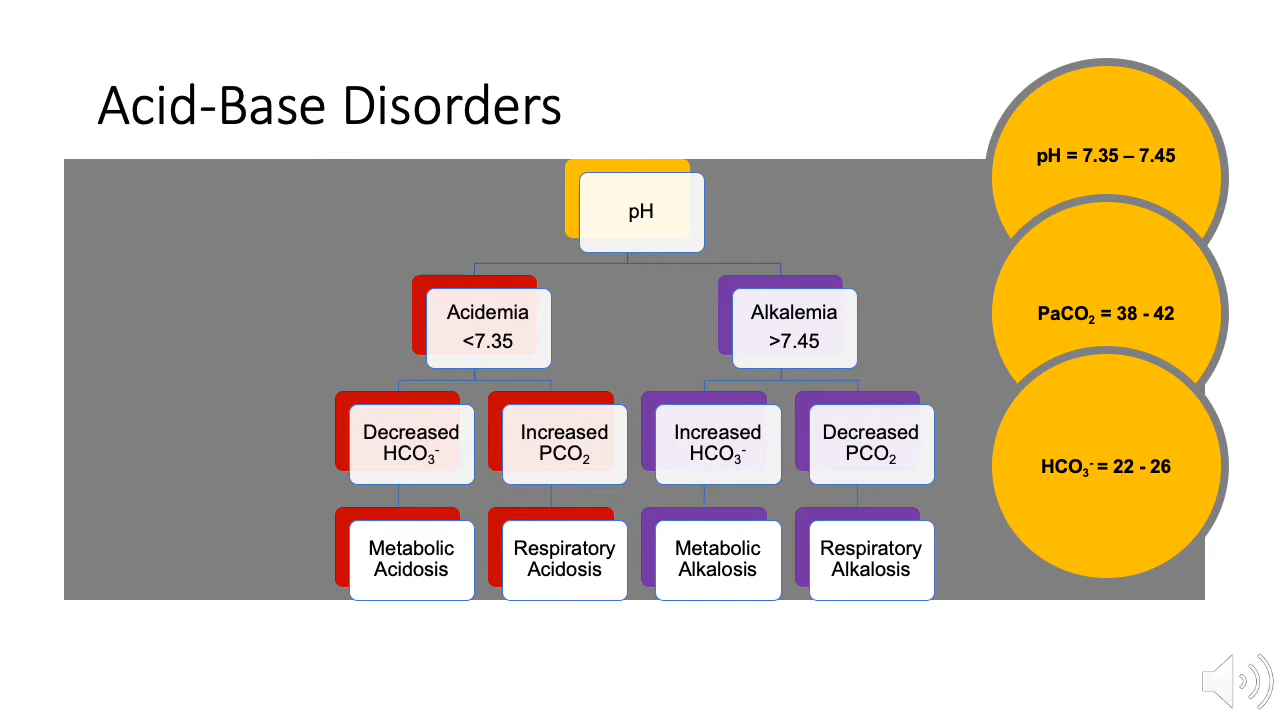 Acid-Base Disorders
pH = 7.35 – 7.45
pH
Acidemia
<7.35
Alkalemia
>7.45
PaCO₂ = 38 - 42
Decreased
HCO₃⁻
Increased
PCO₂
Increased
HCO₃⁻
Decreased
PCO₂
HCO₃⁻ = 22 - 26
Metabolic
Acidosis
Respiratory
Acidosis
Metabolic
Alkalosis
Respiratory
Alkalosis